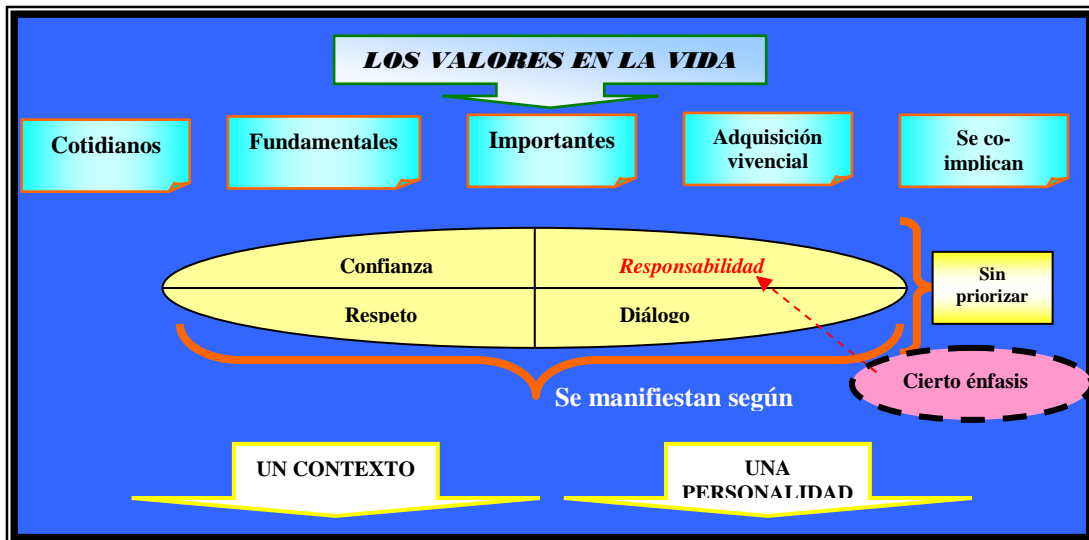 LOS VALORES EN LA VIDA
Cotidianos
Fundamentales
Importantes
Adquisición
vivencial
Se co-
implican
Confianza
Responsabilidad
Respeto
Diálogo
Sin
priorizar
Cierto énfasis
Se manifiestan según
UN CONTEXTO
UNA
PERSONALIDAD